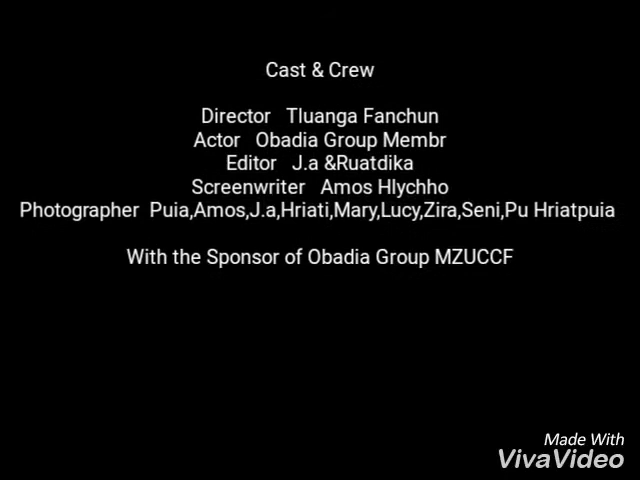 Cast & Crew
Director Tluanga Fanchun
Actor Obadia Group Membr
Editor J.a &Ruatdika
Screenwriter Amos Hlychho
Photographer Puia,Amos,J.a,Hriati,Mary,Lucy,Zira,Seni,Pu Hriatpuia
With the Sponsor of Obadia Group MZUCCF
Made With
VivaVideo